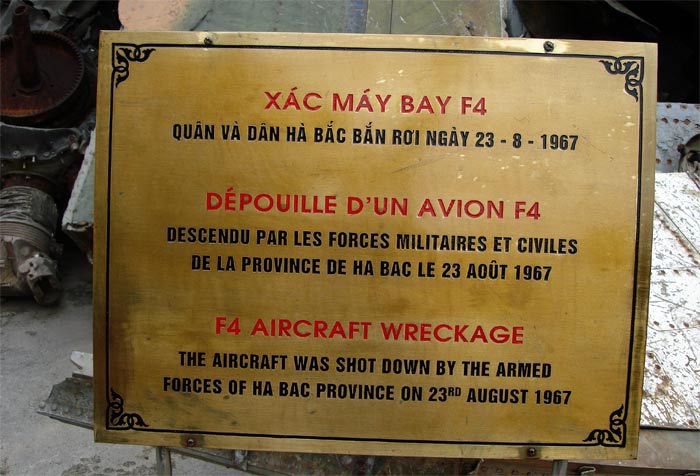 XÁC MÁY BAY F4
QUÂN VÀ DÂN HÀ BẮC BẮN RƠI NGÀY 23 - 8 - 1967
DÉPOUILLE D'UN AVION F4
DESCENDU PAR LES FORCES MILITAIRES ET CIVILES
DE LA PROVINCE DE HA BAC LE 23 AOÛT 1967
F4 AIRCRAFT WRECKAGE
THE AIRCRAFT WAS SHOT DOWN BY THE ARMED
FORCES OF HA BAC PROVINCE ON 23RD AUGUST 1967